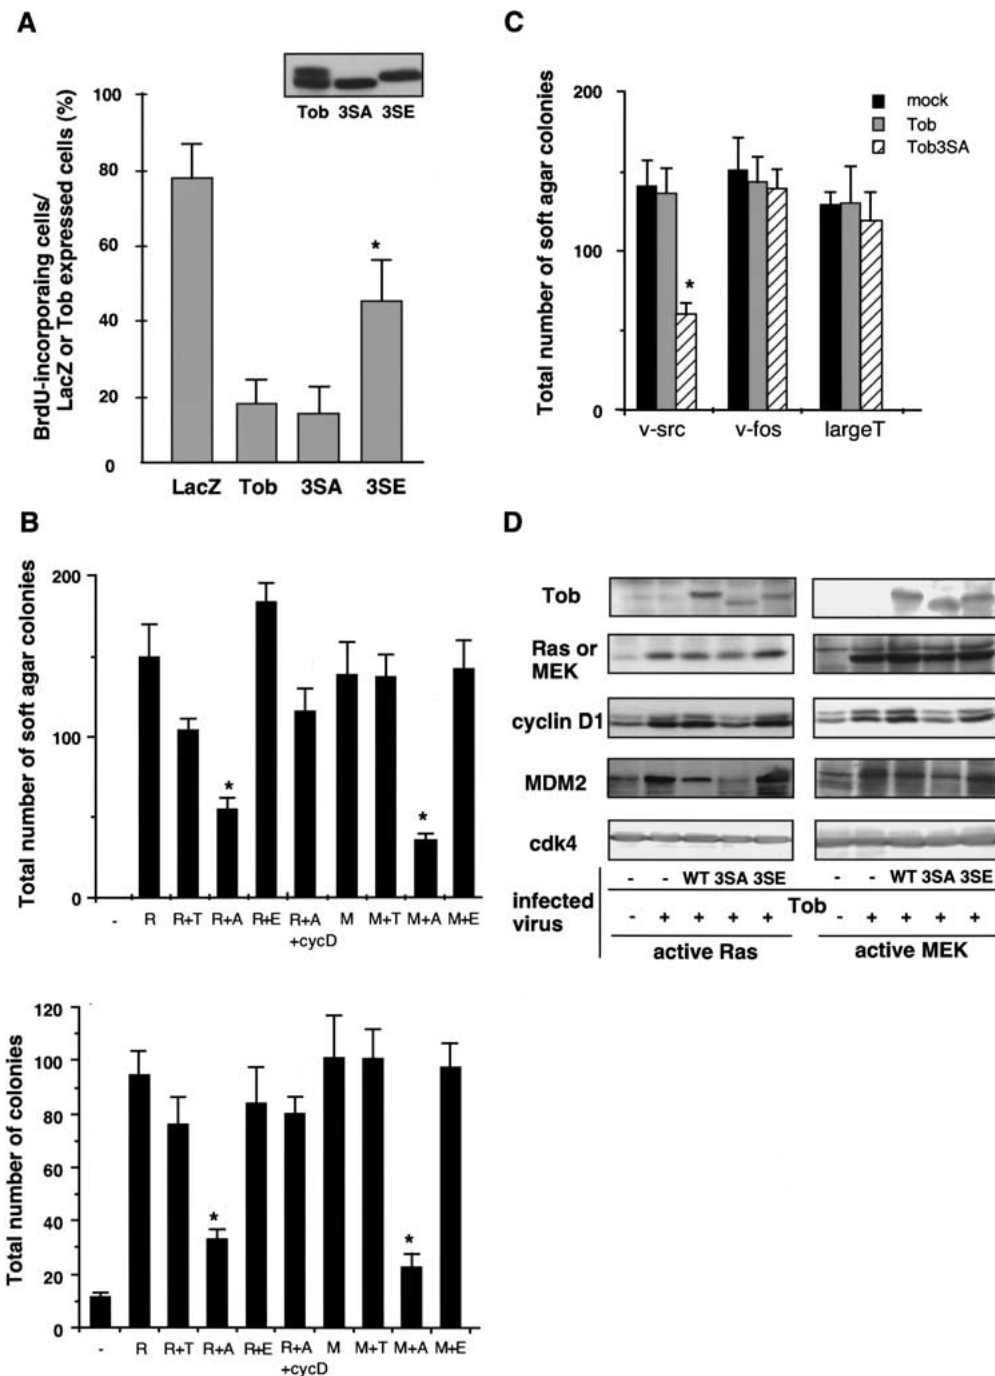 A
BrdU-incorporaing cells/
LacZ or Tob expressed cells (%)
100
80
60
40
20
0
Tob 3SA 3SE
*
LacZ Tob 3SA 3SE
C
Total number of soft agar colonies
200
100
0
mock
Tob
Tob3SA
*
v-src v-fos largeT
B
Total number of soft agar colonies
200
100
0
* *
- R R+T R+A R+E R+A M M+T M+A M+E
+cycD
Total number of colonies
120
100
80
60
40
20
0
* *
- R R+T R+A R+E R+A M M+T M+A M+E
+cycD
D
Tob
Ras or
MEK
cyclin D1
MDM2
cdk4
- - WT 3SA 3SE - - WT 3SA 3SE
infected
virus
Tob
- + + + + - + + + +
active Ras active MEK